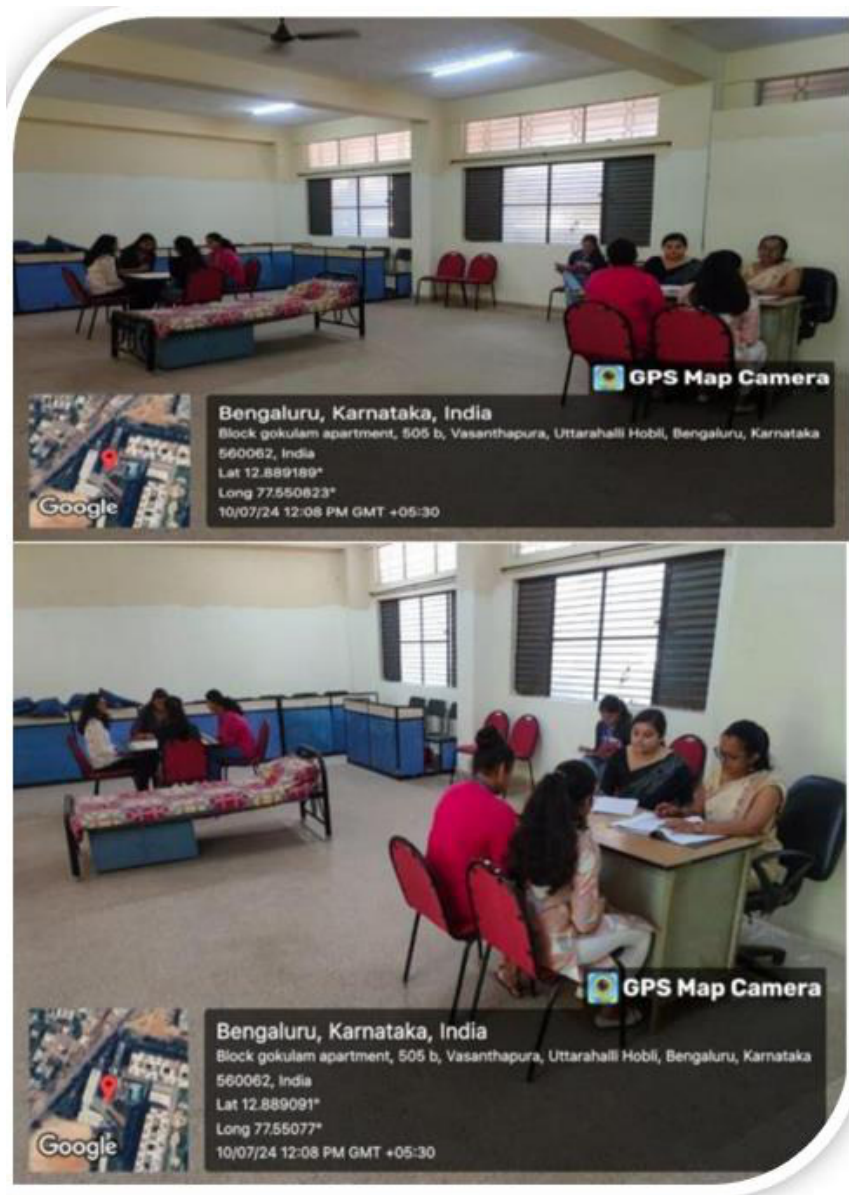 GPS Map Camera
Bengaluru, Karnataka, India
Block gokulam apartment, 505 b, Vasanthapura, Uttarahalli Hobli, Bengaluru, Karnataka
560062, India
Lat 12.889189°
Long 77.550823°
10/07/24 12:08 PM GMT +05:30
Google
GPS Map Camera
Bengaluru, Karnataka, India
Block gokulam apartment, 505 b, Vasanthapura, Uttarahalli Hobli, Bengaluru, Karnataka
560062, India
Lat 12.889091°
Long 77.55077°
10/07/24 12:08 PM GMT +05:30
Google